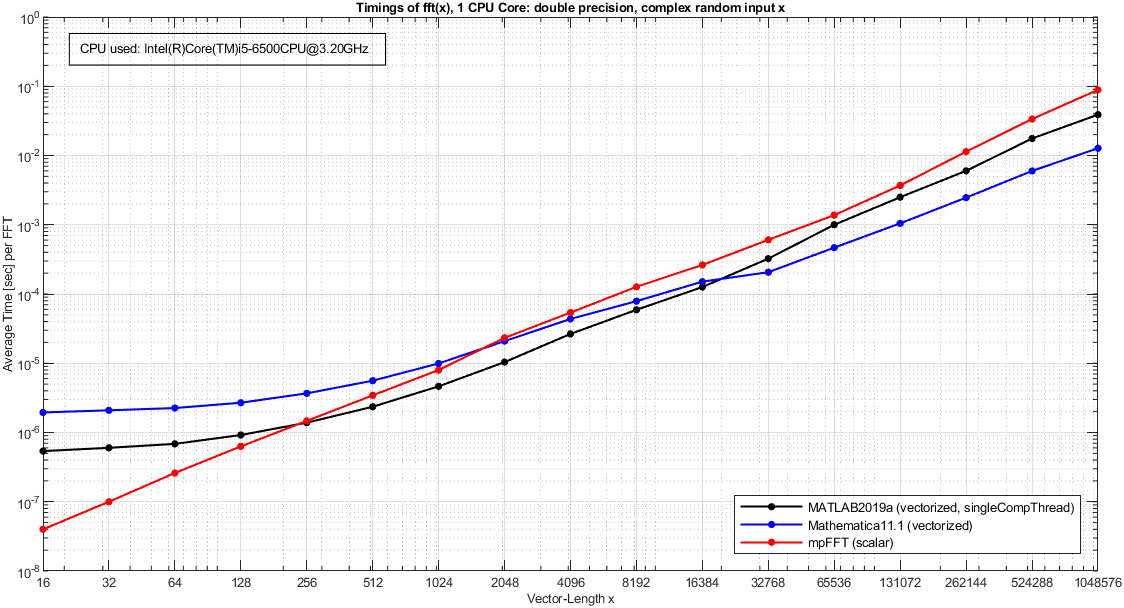 Timings of fft(x), 1 CPU Core: double precision, complex random input x
CPU used: Intel(R)Core(TM)i5-6500CPU@3.20GHz
Average Time [sec] per FFT
10^0
10^-1
10^-2
10^-3
10^-4
10^-5
10^-6
10^-7
10^-8
MATLAB2019a (vectorized, singleCompThread)
Mathematica11.1 (vectorized)
mpFFT (scalar)
16 32 64 128 256 512 1024 2048 4096 8192 16384 32768 65536 131072 262144 524288 1048576
Vector-Length x